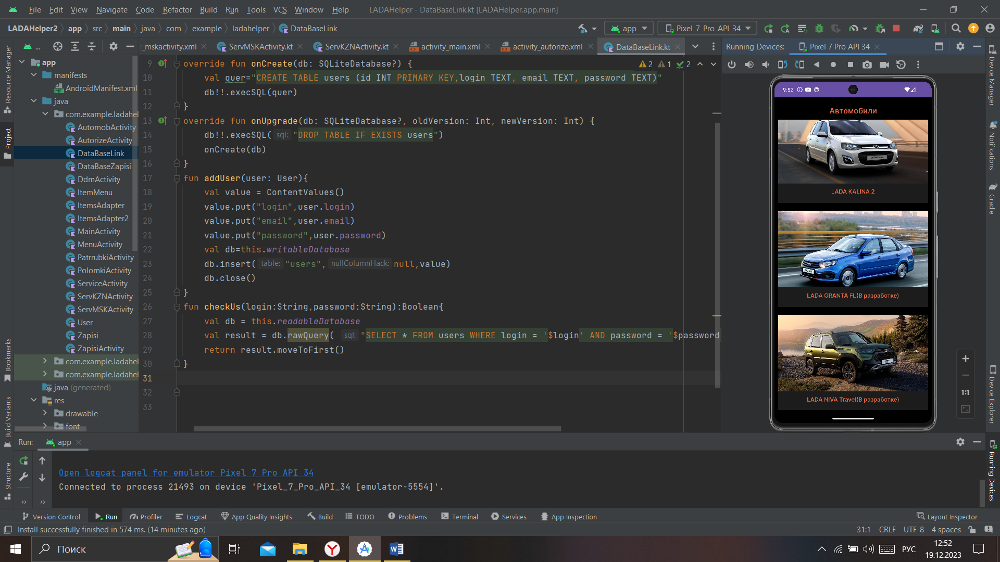 File Edit View Navigate Code Refactor Build Run Tools VCS Window Help LADAHelper - DataBaseLink.kt [LADAHelper.app.main]
LADAHelper2 app src main java com example ladahelper DataBaseLink app Pixel_7_Pro_API_34
... _mskactivity.xml ServMSKActivity.kt ServKZNActivity.kt activity_main.xml activity_autorize.xml DataBaseLink.kt Running Devices: Pixel 7 Pro API 34
Resource Manager
Project
Bookmarks
Build Variants
Structure
app
manifests
AndroidManifest.xml
java
com.example.ladahel
AutomobActivity
AutorizeActivity
DataBaseLink
DataBaseZapisi
DdmActivity
ItemMenu
ItemsAdapter
ItemsAdapter2
MainActivity
MenuActivity
PatrrubkiActivity
PolomkiActivity
ServiceActivity
ServKZNActivity
ServMSKActivity
User
Zapisi
ZapisiActivity
com.example.ladahel
com.example.ladahel
java (generated)
res
drawable
font
2 1 2
9 override fun onCreate(db: SQLiteDatabase?) {
10 val quer="CREATE TABLE users (id INT PRIMARY KEY,login TEXT, email TEXT, password TEXT)"
11 db!!.execSQL(quer)
12 }
13 override fun onUpgrade(db: SQLiteDatabase?, oldVersion: Int, newVersion: Int) {
14 db!!.execSQL( sql: "DROP TABLE IF EXISTS users")
15 onCreate(db)
16 }
17 fun addUser(user: User){
18 val value = ContentValues()
19 value.put("login",user.login)
20 value.put("email",user.email)
21 value.put("password",user.password)
22 val db=this.writableDatabase
23 db.insert( table: "users", nullColumnHack: null,value)
24 db.close()
25 }
26 fun checkUs(login:String,password:String):Boolean{
27 val db = this.readableDatabase
28 val result = db.rawQuery( sql: "SELECT * FROM users WHERE login = '$login' AND password = '$password
29 return result.moveToFirst()
30 }
31
32
33
9:52
Автомобили
LADA KALINA 2
LADA GRANTA FL(В разработке)
LADA NIVA Travel(В разработке)
1:1
Device Manager
Notifications
Gradle
Device Explorer
Running Devices
Run: app
Open logcat panel for emulator Pixel 7 Pro API 34
Connected to process 21493 on device 'Pixel_7_Pro_API_34 [emulator-5554]'.
Version Control Run Profiler Logcat App Quality Insights Build TODO Problems Terminal Services App Inspection Layout Inspector
Install successfully finished in 574 ms. (14 minutes ago) 31:1 CRLF UTF-8 4 spaces
Поиск РУС 12:52
19.12.2023